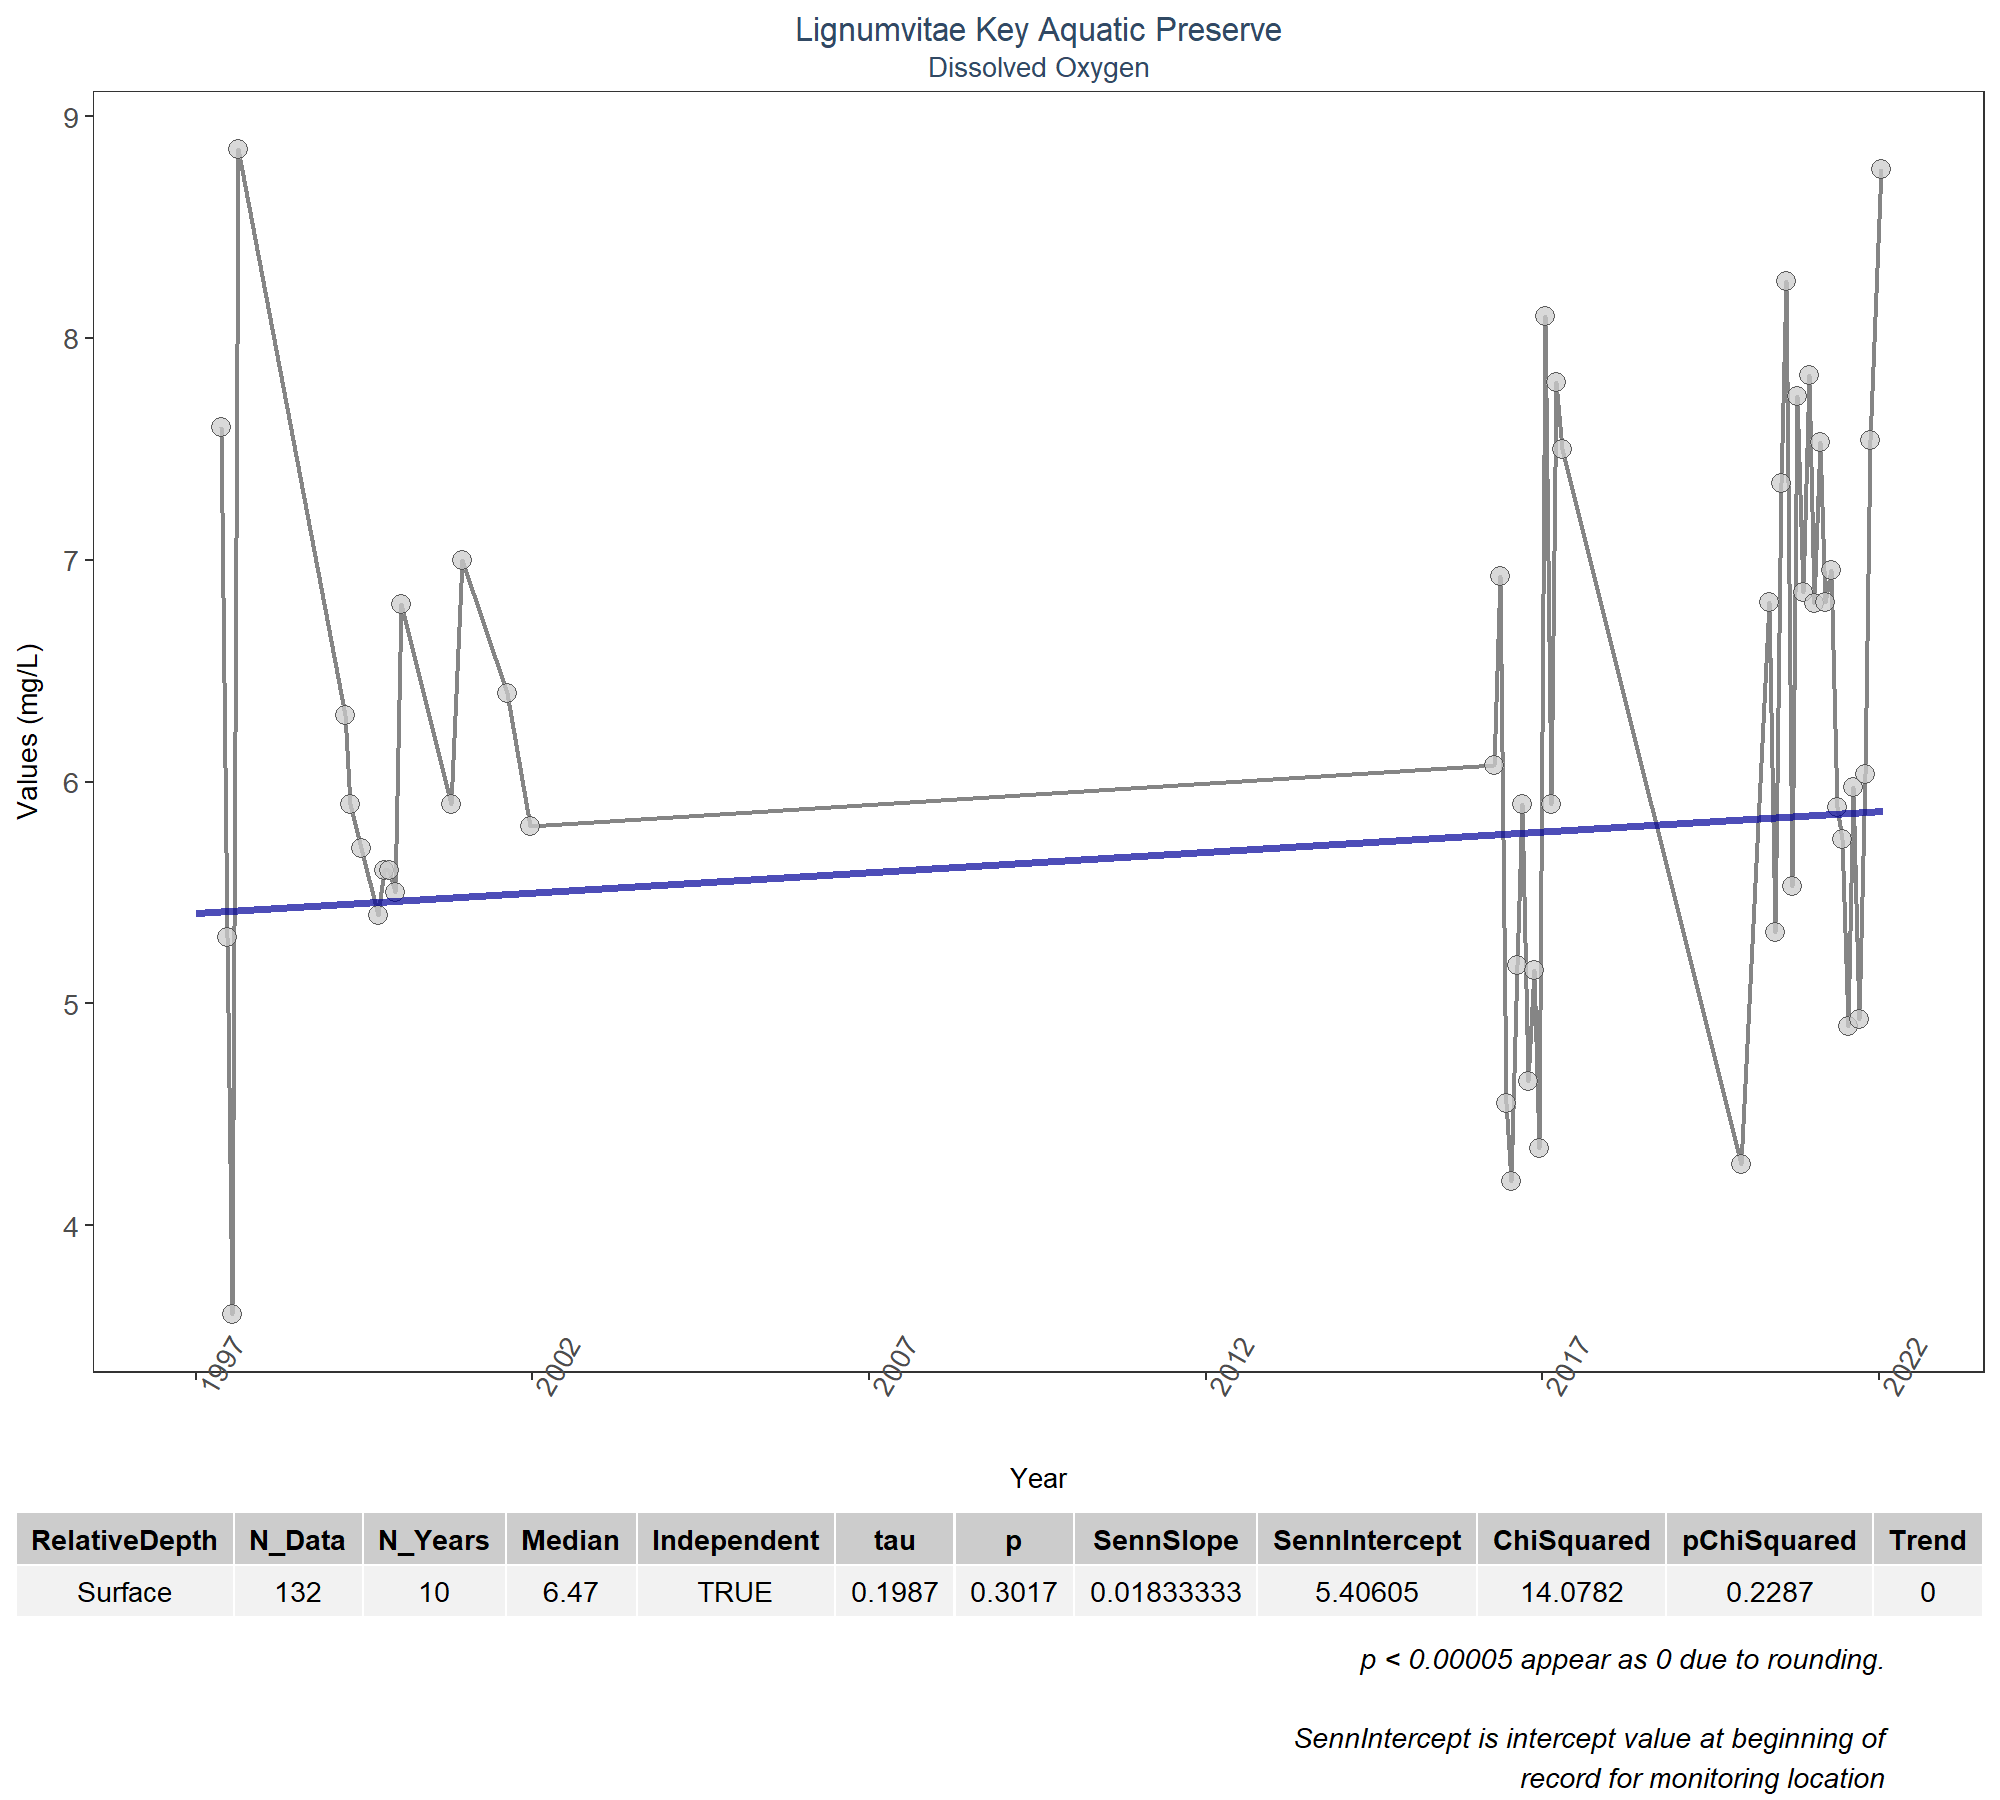 Lignumvitae Key Aquatic Preserve
Dissolved Oxygen
9
8
7
6
5
4
Values (mg/L)
1997
2002
2007
2012
2017
2022
Year
RelativeDepth N_Data N_Years Median Independent tau p SennSlope SennIntercept ChiSquared pChiSquared Trend
Surface 132 10 6.47 TRUE 0.1987 0.3017 0.01833333 5.40605 14.0782 0.2287 0
p < 0.00005 appear as 0 due to rounding.
SennIntercept is intercept value at beginning of
record for monitoring location